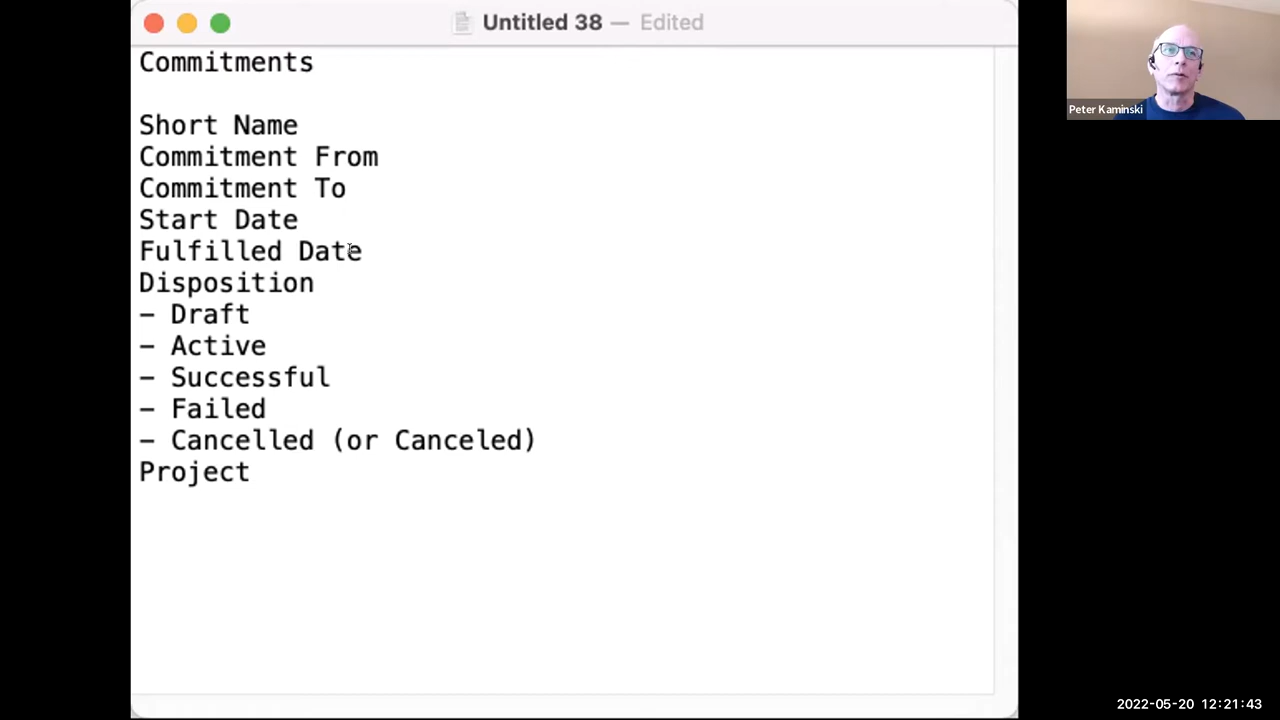 Untitled 38 — Edited
Commitments
Short Name
Commitment From
Commitment To
Start Date
Fulfilled Date
Disposition
- Draft
- Active
- Successful
- Failed
- Cancelled (or Canceled)
Project
Peter Kaminski
2022-05-20 12:21:43